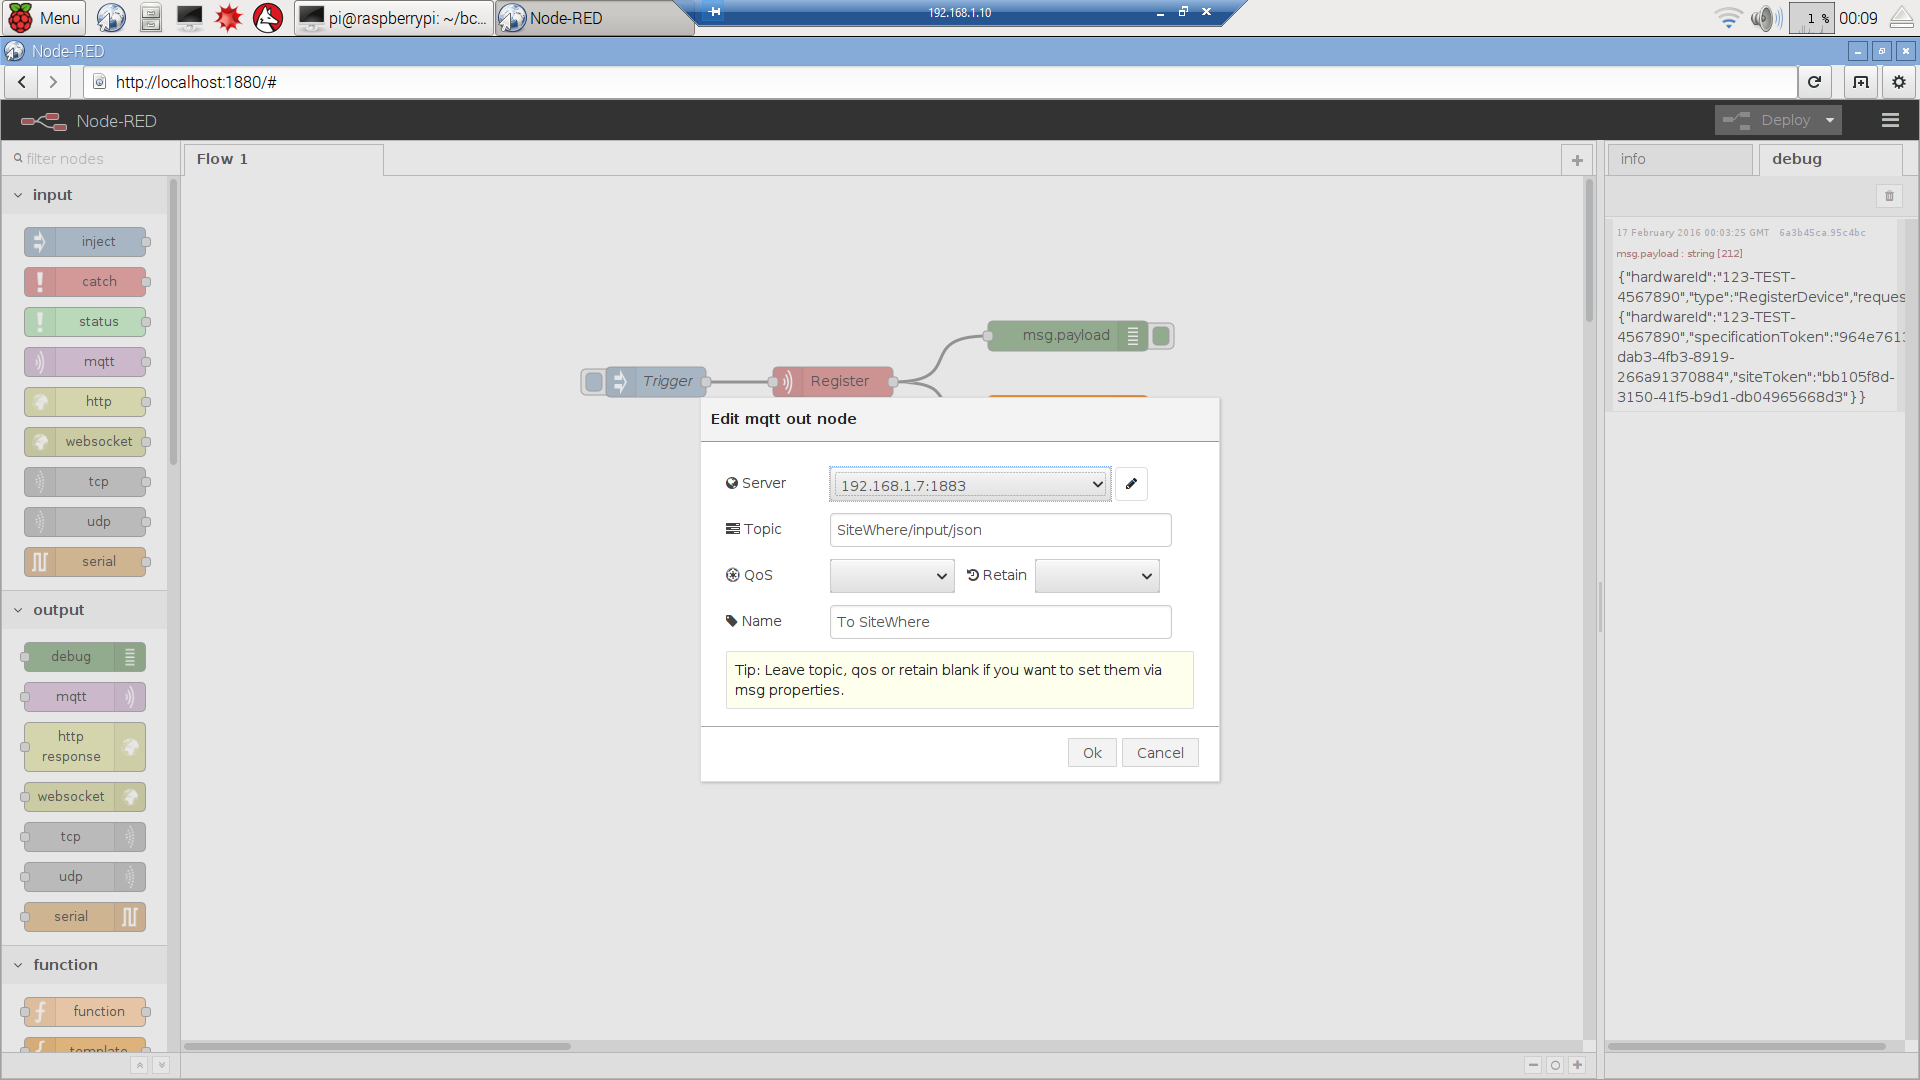 Menu
pi@raspberrypi: ~/bc...
Node-RED
192.168.1.10
1 %
00:09
Node-RED
http://localhost:1880/#
Node-RED
Deploy
filter nodes
Flow 1
info
debug
input
inject
catch
status
mqtt
http
websocket
tcp
udp
serial
output
debug
mqtt
http
response
websocket
tcp
udp
serial
function
function
template
Trigger
Register
msg.payload
Edit mqtt out node
Server
192.168.1.7:1883
Topic
SiteWhere/input/json
QoS
Retain
Name
To SiteWhere
Tip: Leave topic, qos or retain blank if you want to set them via
msg properties.
Ok
Cancel
17 February 2016 00:03:25 GMT 6a3b45ca.95c4bc
msg.payload : string [212]
{"hardwareId":"123-TEST-
4567890","type":"RegisterDevice","reques
{"hardwareId":"123-TEST-
4567890","specificationToken":"964e7613
dab3-4fb3-8919-
266a91370884","siteToken":"bb105f8d-
3150-41f5-b9d1-db04965668d3"}}